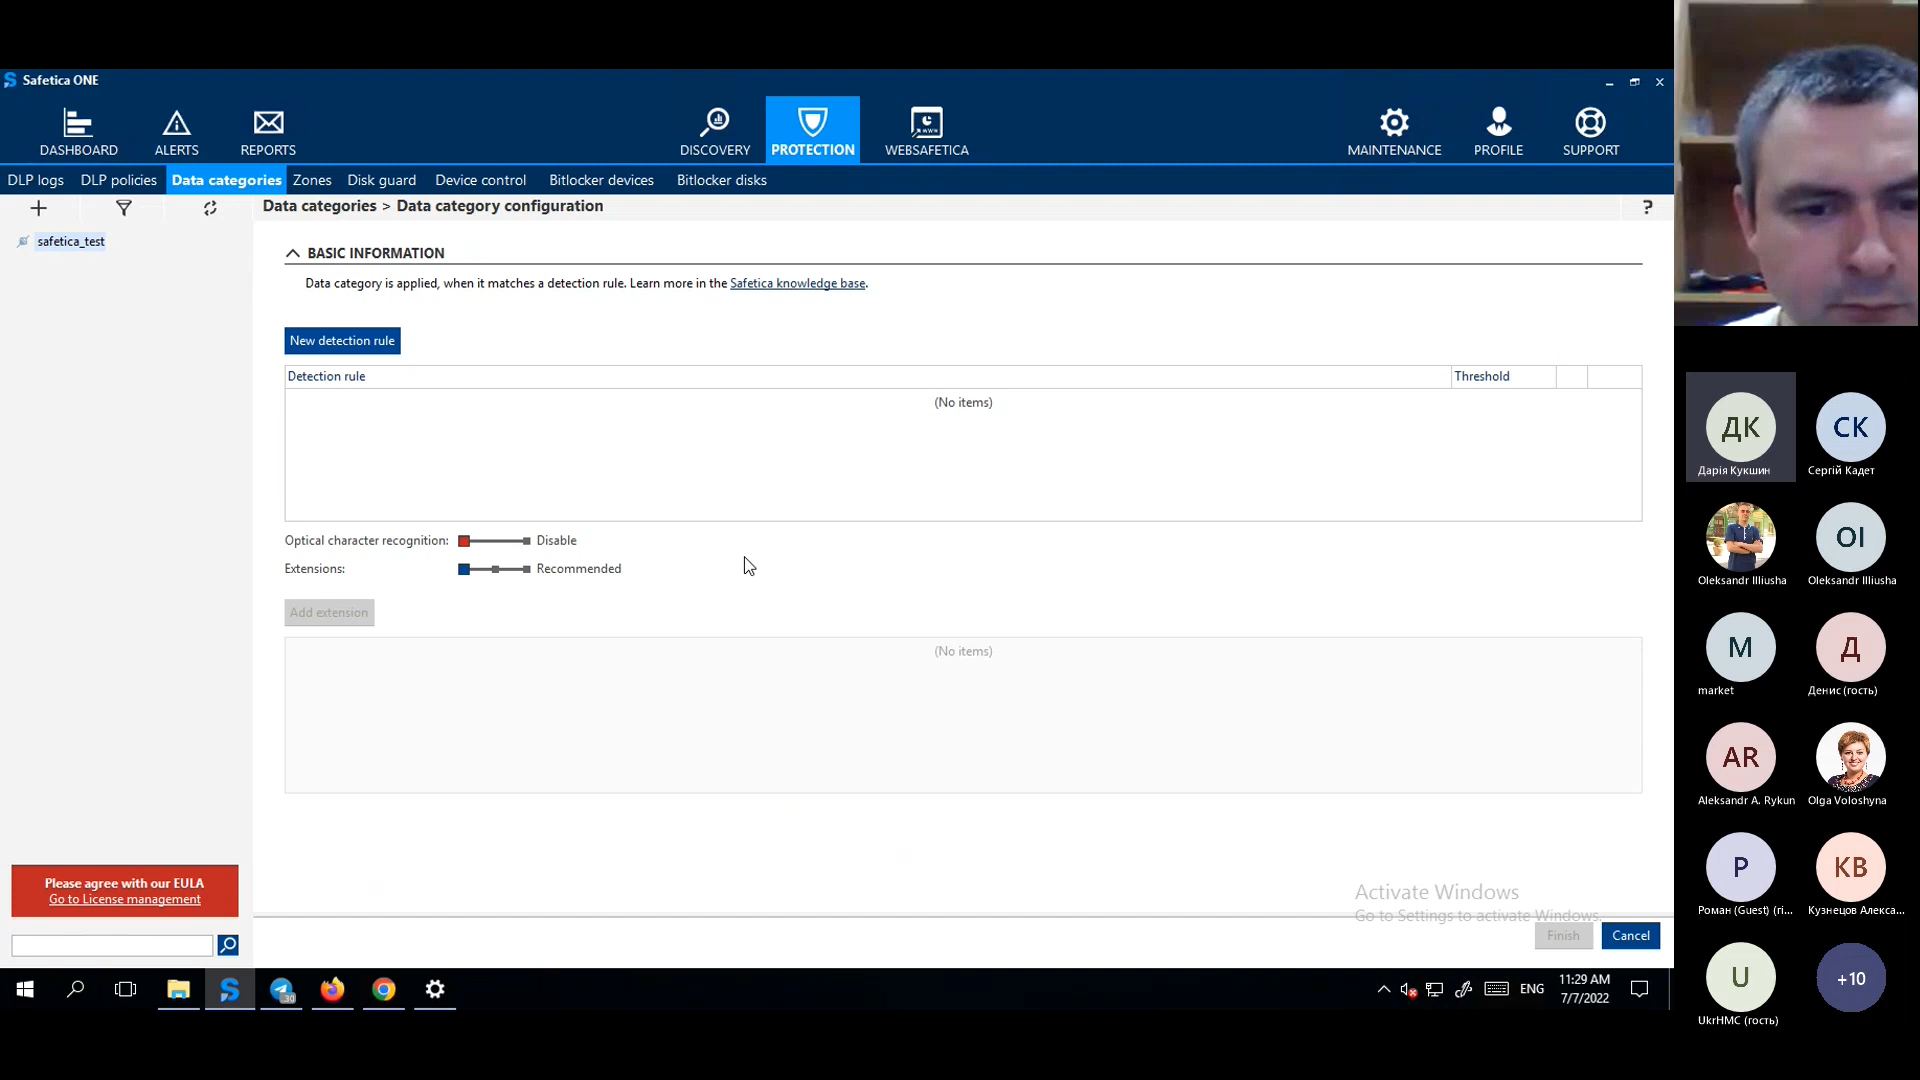 Safetica ONE
DASHBOARD
ALERTS
REPORTS
DISCOVERY
PROTECTION
WEBSAFETICA
MAINTENANCE
PROFILE
SUPPORT
DLP logs
DLP policies
Data categories
Zones
Disk guard
Device control
Bitlocker devices
Bitlocker disks
Data categories > Data category configuration
?
safetica_test
BASIC INFORMATION
Data category is applied, when it matches a detection rule. Learn more in the Safetica knowledge base.
New detection rule
Detection rule
Threshold
(No items)
Optical character recognition:
Disable
Extensions:
Recommended
Add extension
(No items)
Please agree with our EULA
Go to License management
Activate Windows
Go to Settings to activate Windows.
Finish
Cancel
30
ENG
11:29 AM
7/7/2022
ДК
Дарія Кукшин
СК
Сергій Кадет
Oleksandr Illiusha
OI
Oleksandr Illiusha
M
market
Д
Денис (гость)
AR
Aleksandr A. Rykun
Olga Voloshyna
P
Роман (Guest) (гі...
КВ
Кузнецов Алекса...
U
UkrHMC (гость)
+10